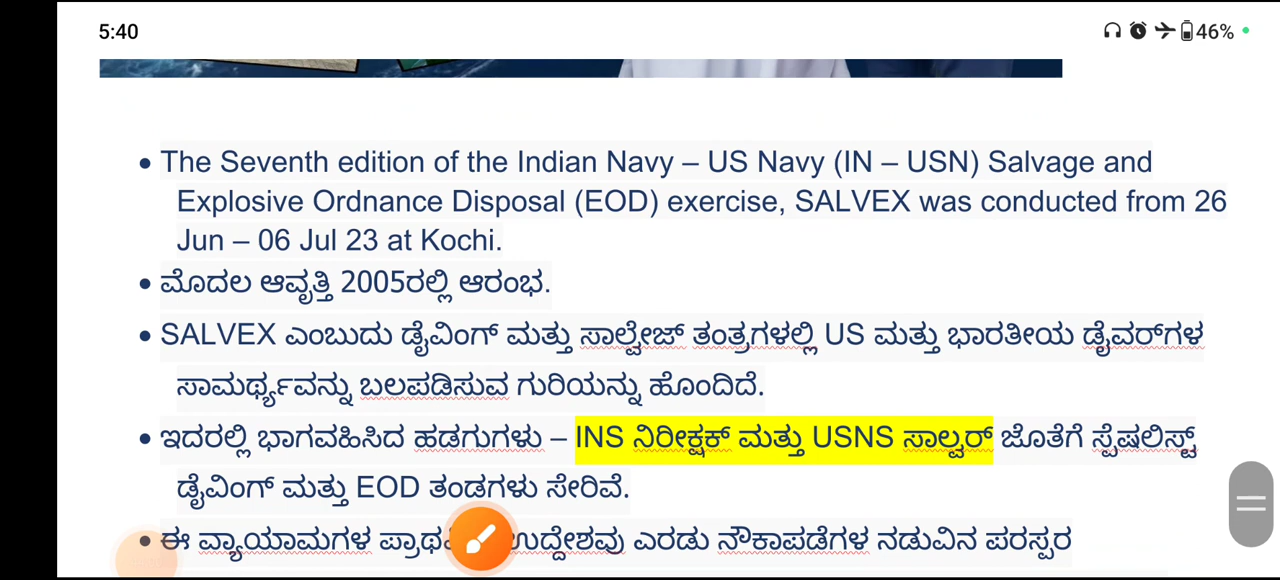 5:40
46%
• The Seventh edition of the Indian Navy – US Navy (IN – USN) Salvage and
Explosive Ordnance Disposal (EOD) exercise, SALVEX was conducted from 26
Jun – 06 Jul 23 at Kochi.
• ಮೊದಲ ಆವೃತ್ತಿ 2005ರಲ್ಲಿ ಆರಂಭ.
• SALVEX ಎಂಬುದು ಡೈವಿಂಗ್ ಮತ್ತು ಸಾಲ್ವೇಜ್ ತಂತ್ರಗಳಲ್ಲಿ US ಮತ್ತು ಭಾರತೀಯ ಡೈವರ್‌ಗಳ
ಸಾಮರ್ಥ್ಯವನ್ನು ಬಲಪಡಿಸುವ ಗುರಿಯನ್ನು ಹೊಂದಿದೆ.
• ಇದರಲ್ಲಿ ಭಾಗವಹಿಸಿದ ಹಡಗುಗಳು – INS ನಿರೀಕ್ಷಕ್ ಮತ್ತು USNS ಸಾಲ್ವರ್ ಜೊತೆಗೆ ಸ್ಪೆಷಲಿಸ್ಟ್
ಡೈವಿಂಗ್ ಮತ್ತು EOD ತಂಡಗಳು ಸೇರಿವೆ.
• ಈ ವ್ಯಾಯಾಮಗಳ ಉದ್ದೇಶವು ಎರಡು ನೌಕಾಪಡೆಗಳ ನಡುವಿನ ಪರಸ್ಪರ